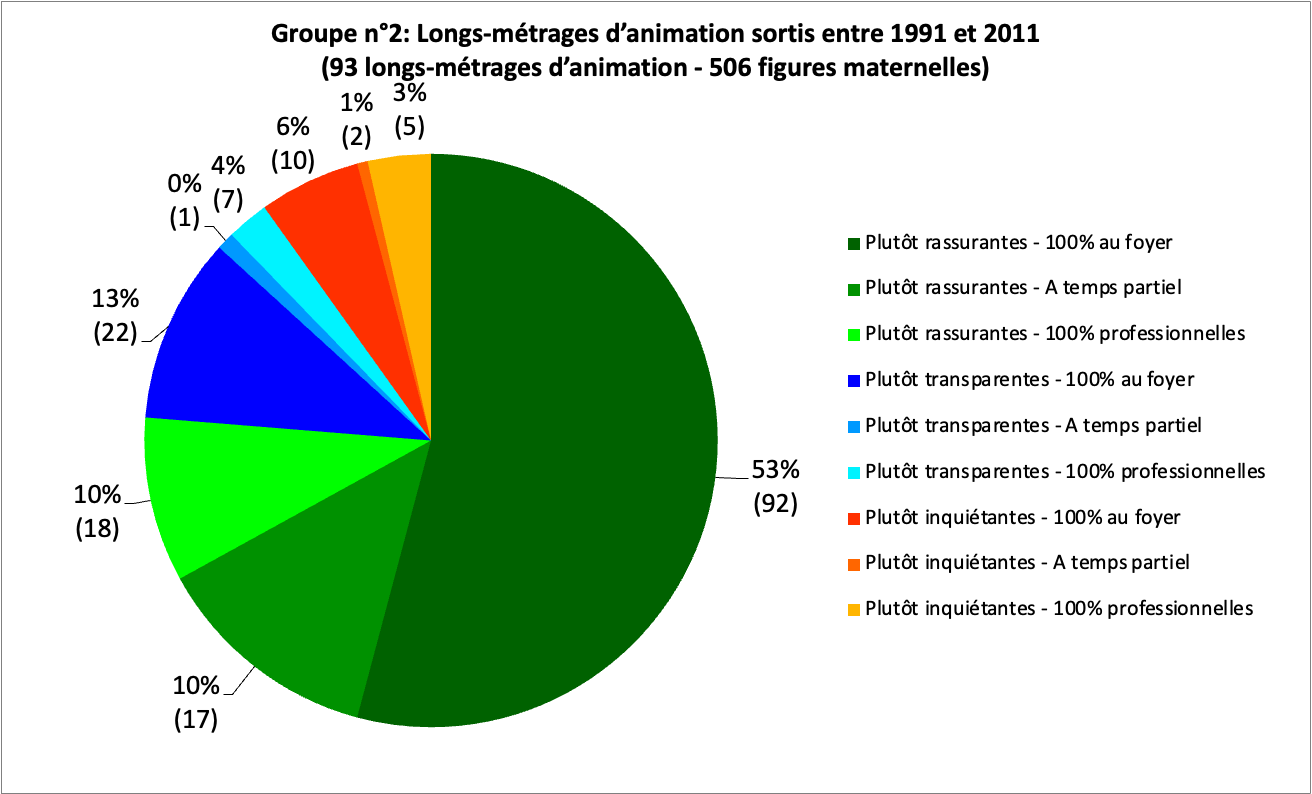 Groupe n°2: Longs-métrages d’animation sortis entre 1991 et 2011
(93 longs-métrages d’animation - 506 figures maternelles)
3%
(5)
1%
(2)
6%
(10)
4%
(7)
0%
(1)
13%
(22)
10%
(18)
10%
(17)
53%
(92)
Plutôt rassurantes - 100% au foyer
Plutôt rassurantes - A temps partiel
Plutôt rassurantes - 100% professionnelles
Plutôt transparentes - 100% au foyer
Plutôt transparentes - A temps partiel
Plutôt transparentes - 100% professionnelles
Plutôt inquiétantes - 100% au foyer
Plutôt inquiétantes - A temps partiel
Plutôt inquiétantes - 100% professionnelles